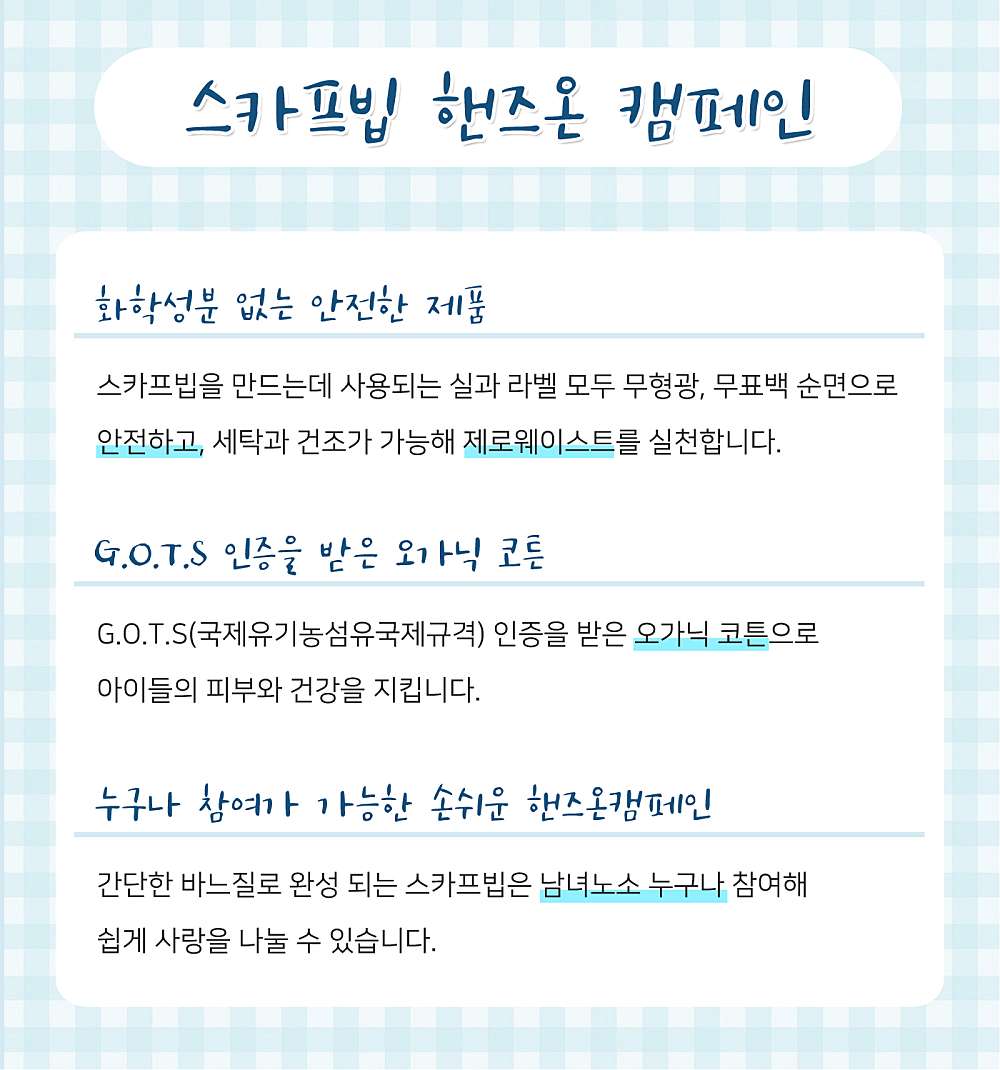 스카프빕 핸즈온 캠페인
화학성분 없는 안전한 제품
스카프빕을 만드는데 사용되는 실과 라벨 모두 무형광, 무표백 순면으로
안전하고, 세탁과 건조가 가능해 제로웨이스트를 실천합니다.
G.O.T.S 인증을 받은 오가닉 코튼
G.O.T.S(국제유기농섬유국제규격) 인증을 받은 오가닉 코튼으로
아이들의 피부와 건강을 지킵니다.
누구나 참여가 가능한 손쉬운 핸즈온캠페인
간단한 바느질로 완성 되는 스카프빕은 남녀노소 누구나 참여해
쉽게 사랑을 나눌 수 있습니다.